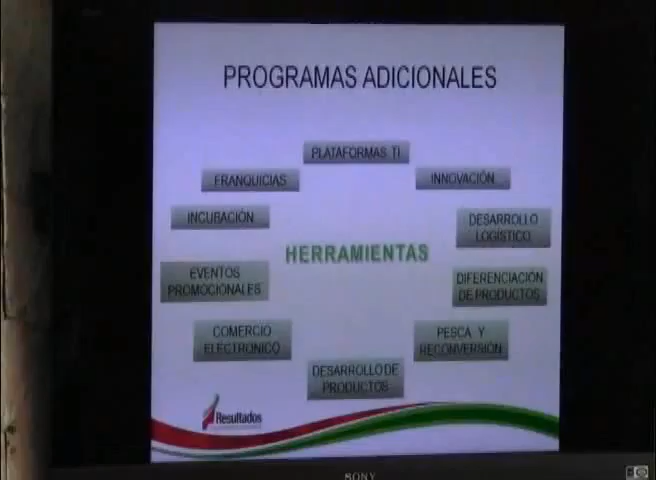 PROGRAMAS ADICIONALES
PLATAFORMAS TI
FRANQUICIAS
INNOVACIÓN
INCUBACIÓN
DESARROLLO
LOGÍSTICO
HERRAMIENTAS
EVENTOS
PROMOCIONALES
DIFERENCIACIÓN
DE PRODUCTOS
COMERCIO
ELECTRÓNICO
PESCA Y
RECONVERSIÓN
DESARROLLO DE
PRODUCTOS
Resultados
SONY